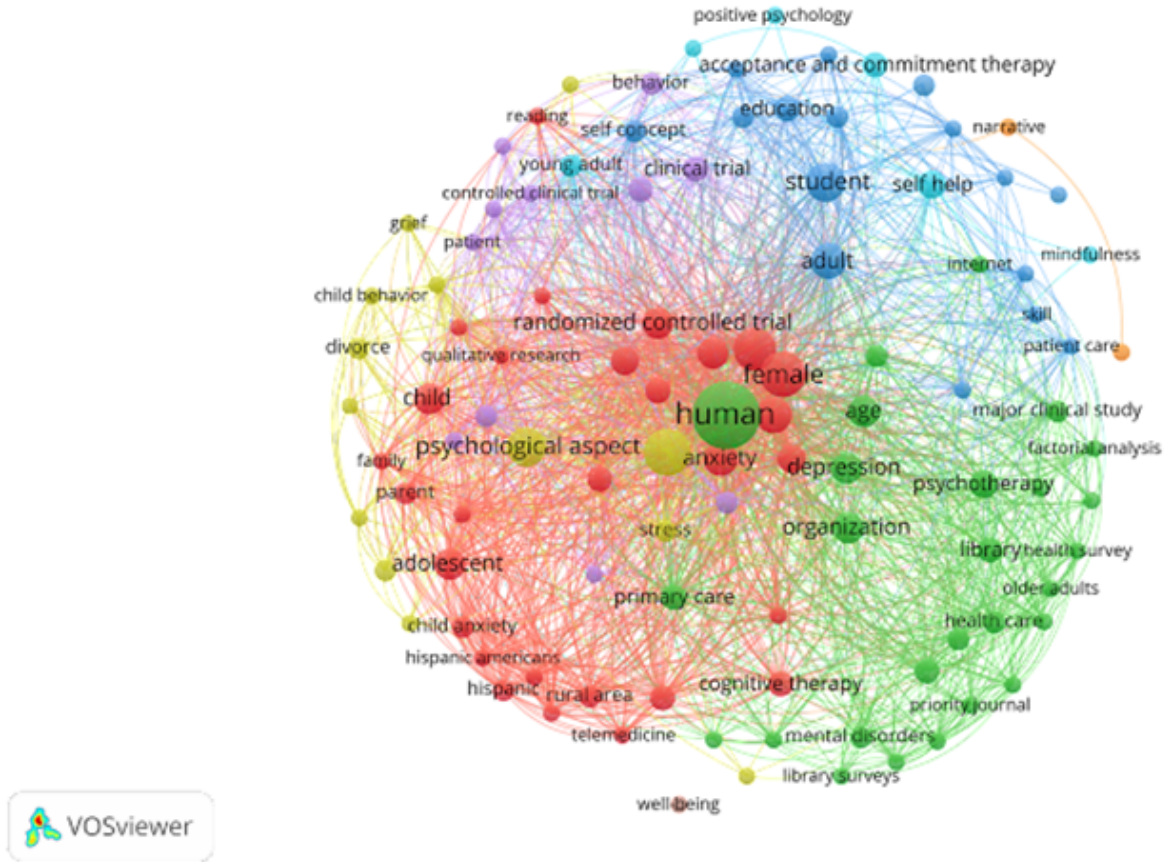 positive psychology
acceptance and commitment therapy
behavior
education
reading
self concept
narrative
young adult
clinical trial
student
self help
controlled clinical trial
grief
patient
adult
internet
mindfulness
child behavior
skill
randomized controlled trial
divorce
qualitative research
patient care
female
child
human
age
major clinical study
psychological aspect
factorial analysis
family
anxiety
depression
psychotherapy
parent
stress
organization
library
health survey
adolescent
older adults
primary care
child anxiety
health care
hispanic americans
hispanic
rural area
cognitive therapy
priority journal
telemedicine
mental disorders
library surveys
well-being
VOSviewer